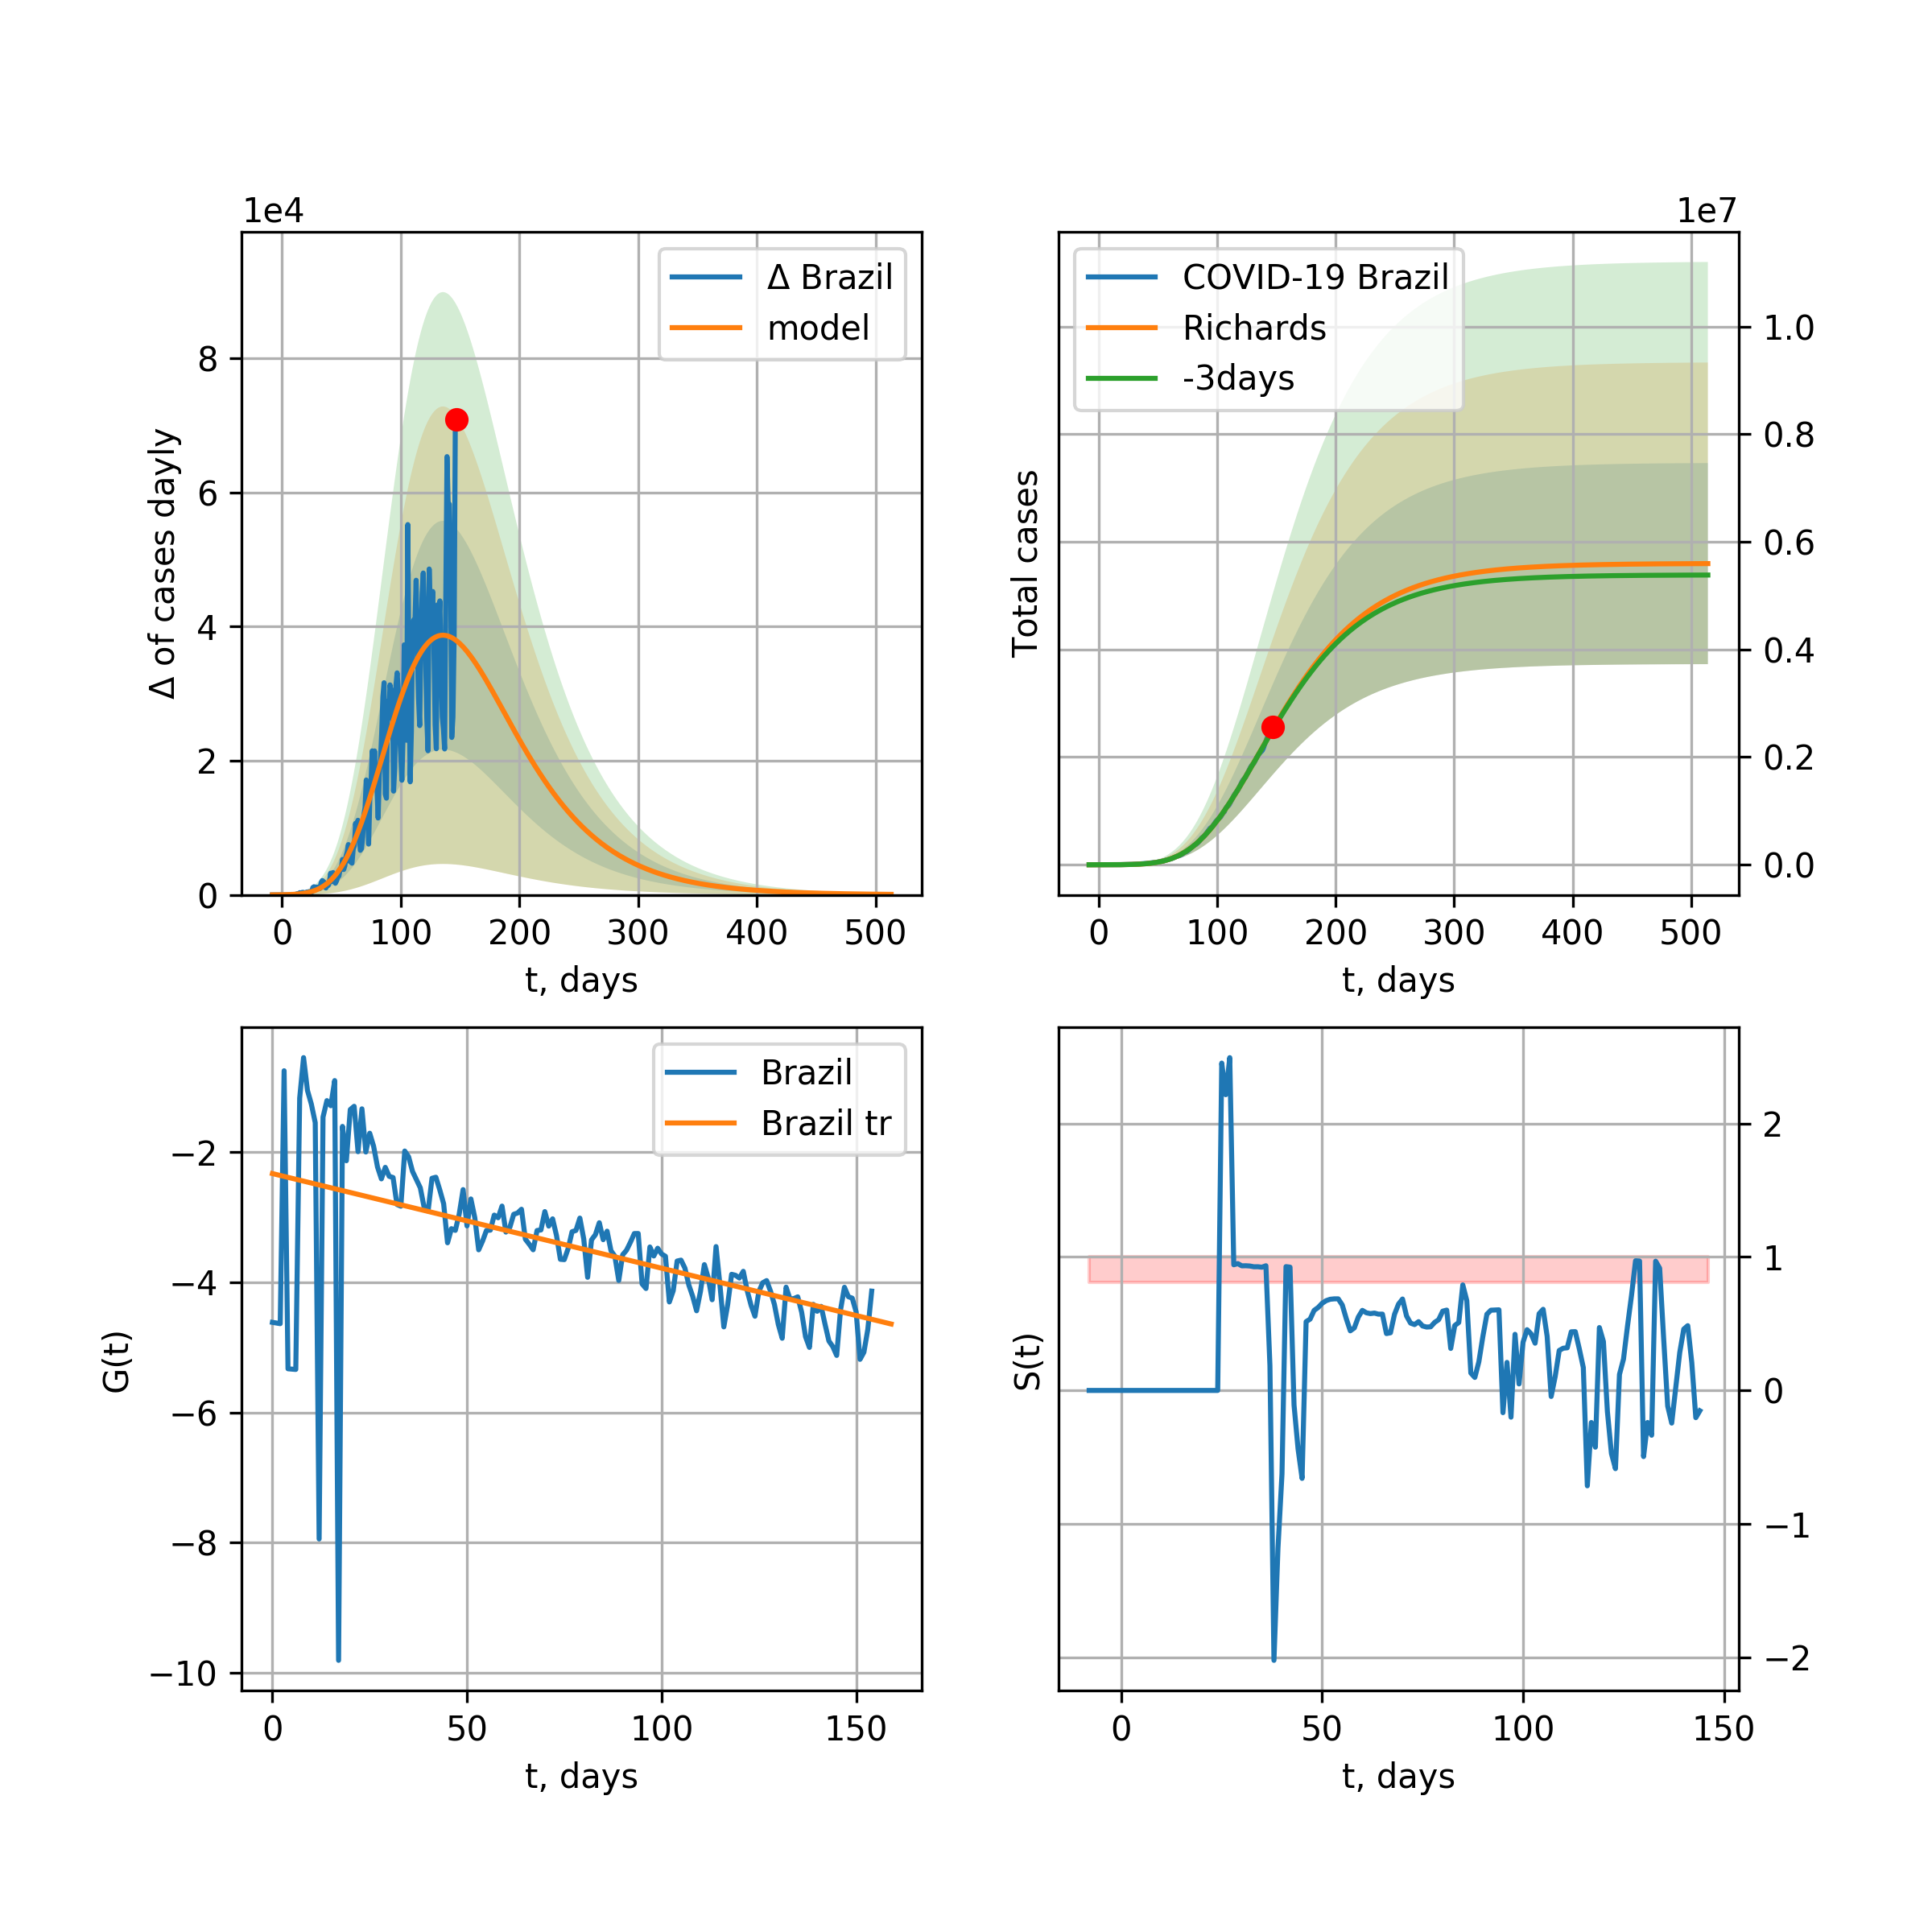 1e4
Δ of cases dayly
8
6
4
2
0
0 100 200 300 400 500
t, days
Δ Brazil
model
1e7
Total cases
1.0
0.8
0.6
0.4
0.2
0.0
0 100 200 300 400 500
t, days
COVID-19 Brazil
Richards
-3days
G(t)
−2
−4
−6
−8
−10
0 50 100 150
t, days
Brazil
Brazil tr
S(t)
2
1
0
−1
−2
0 50 100 150
t, days